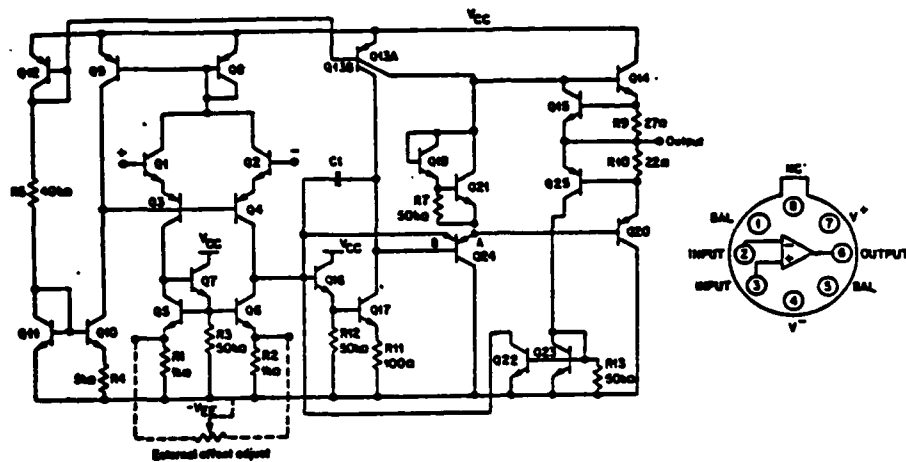 VCC
Q12
Q9
Q8
Q13B
Q13A
Q14
Q15
R9
27Ω
Output
R10
22Ω
Q1
Q2
+
−
C1
Q18
Q21
Q25
R5
R7
50kΩ
Q3
Q4
B
A
Q24
Q20
VCC
VCC
Q7
Q16
Q5
Q6
Q17
Q11
Q10
R3
50kΩ
R12
50kΩ
R11
100Ω
R1
1kΩ
R2
1kΩ
R4
Q22
Q23
R13
50kΩ
External offset adjust
NC
8
BAL
1
7
V+
INPUT
2
−
+
6
OUTPUT
INPUT
3
5
BAL
4
V−